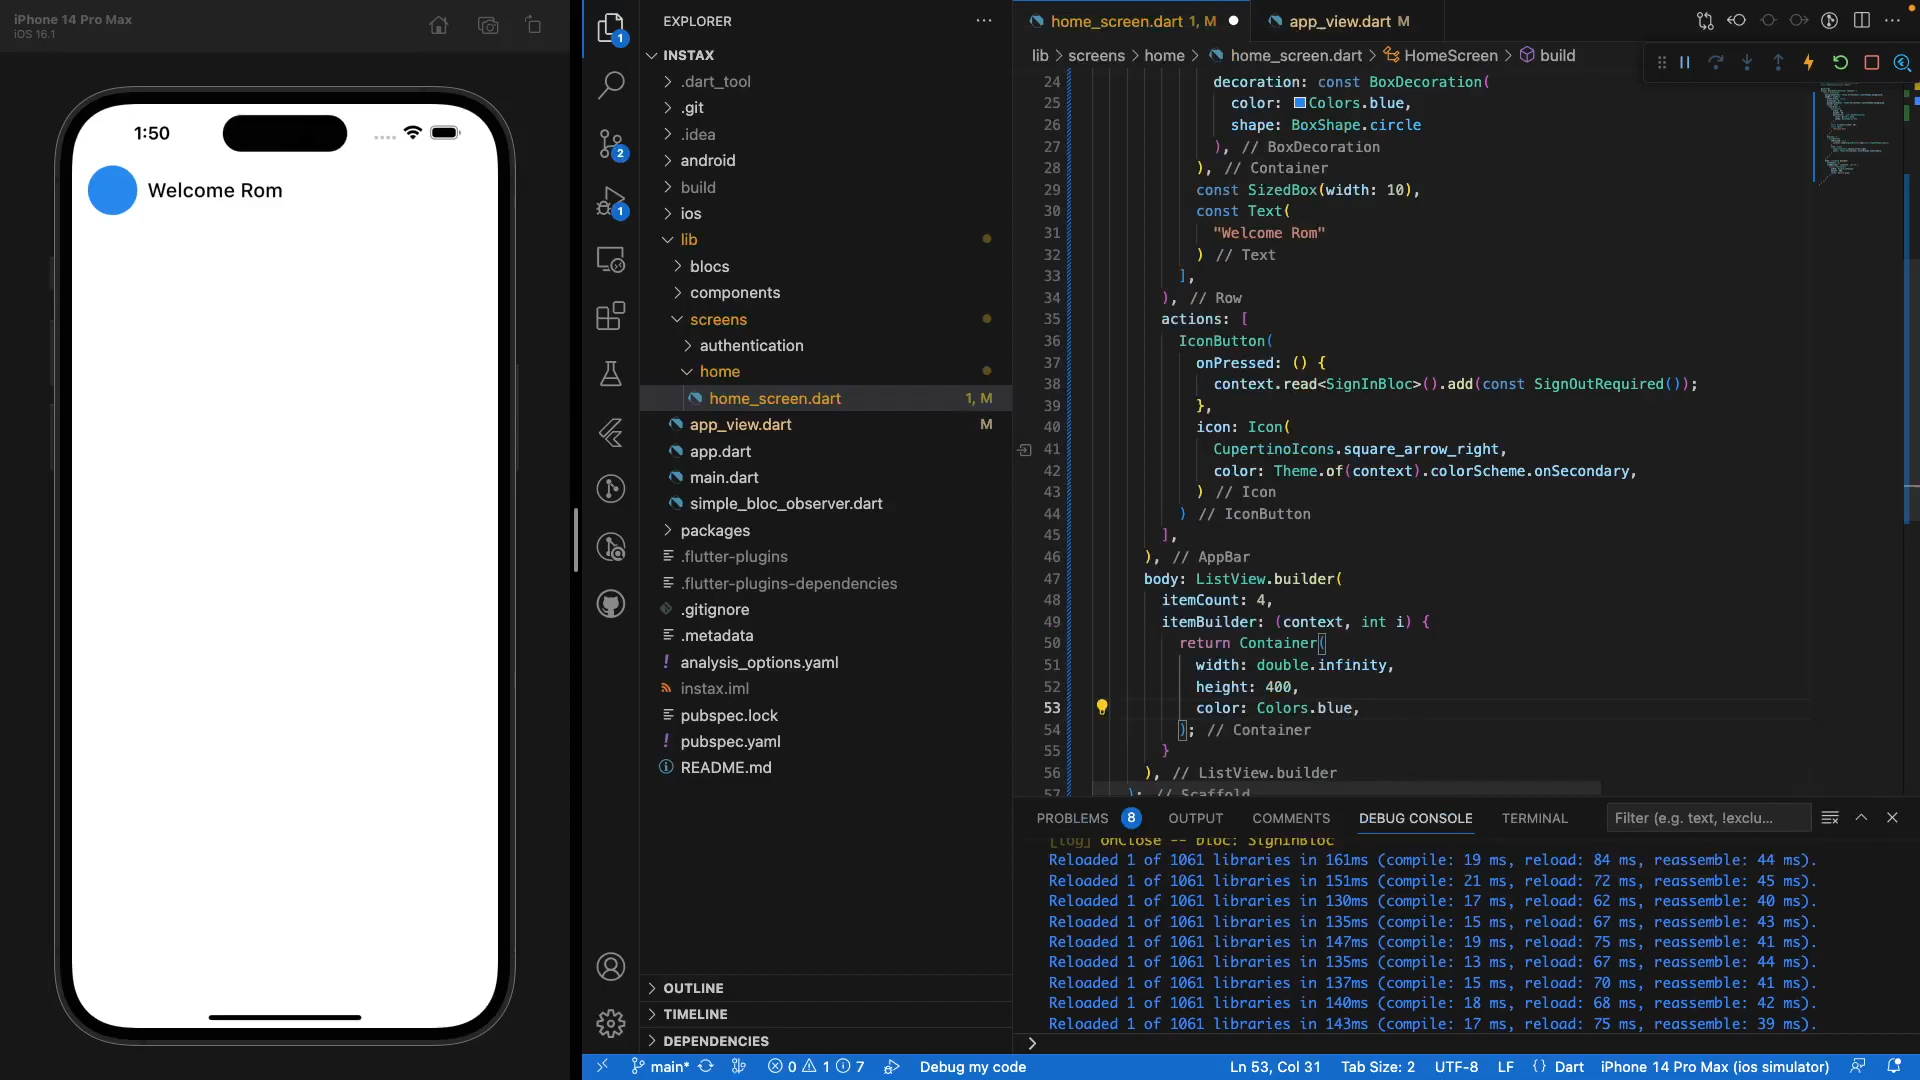 iPhone 14 Pro Max
iOS 16.1
1:50
Welcome Rom
1
2
1
EXPLORER
INSTAX
.dart_tool
.git
.idea
android
build
ios
lib
blocs
components
screens
authentication
home
home_screen.dart 1, M
app_view.dart M
app.dart
main.dart
simple_bloc_observer.dart
packages
.flutter-plugins
.flutter-plugins-dependencies
.gitignore
.metadata
analysis_options.yaml
instax.iml
pubspec.lock
pubspec.yaml
README.md
OUTLINE
TIMELINE
DEPENDENCIES
home_screen.dart 1, M
app_view.dart M
lib > screens > home > home_screen.dart > HomeScreen > build
24 decoration: const BoxDecoration(
25 color: Colors.blue,
26 shape: BoxShape.circle
27 ), // BoxDecoration
28 ), // Container
29 const SizedBox(width: 10),
30 const Text(
31 "Welcome Rom"
32 ) // Text
33 ],
34 ), // Row
35 actions: [
36 IconButton(
37 onPressed: () {
38 context.read<SignInBloc>().add(const SignOutRequired());
39 },
40 icon: Icon(
41 CupertinoIcons.square_arrow_right,
42 color: Theme.of(context).colorScheme.onSecondary,
43 ) // Icon
44 ) // IconButton
45 ],
46 ), // AppBar
47 body: ListView.builder(
48 itemCount: 4,
49 itemBuilder: (context, int i) {
50 return Container(
51 width: double.infinity,
52 height: 400,
53 color: Colors.blue,
54 ); // Container
55 }
56 ), // ListView.builder
57 ); // Scaffold
PROBLEMS 8 OUTPUT COMMENTS DEBUG CONSOLE TERMINAL Filter (e.g. text, !exclu...
[log] onClose -- bloc: SignInBloc
Reloaded 1 of 1061 libraries in 161ms (compile: 19 ms, reload: 84 ms, reassemble: 44 ms).
Reloaded 1 of 1061 libraries in 151ms (compile: 21 ms, reload: 72 ms, reassemble: 45 ms).
Reloaded 1 of 1061 libraries in 130ms (compile: 17 ms, reload: 62 ms, reassemble: 40 ms).
Reloaded 1 of 1061 libraries in 135ms (compile: 15 ms, reload: 67 ms, reassemble: 43 ms).
Reloaded 1 of 1061 libraries in 147ms (compile: 19 ms, reload: 75 ms, reassemble: 41 ms).
Reloaded 1 of 1061 libraries in 135ms (compile: 13 ms, reload: 67 ms, reassemble: 44 ms).
Reloaded 1 of 1061 libraries in 137ms (compile: 15 ms, reload: 70 ms, reassemble: 41 ms).
Reloaded 1 of 1061 libraries in 140ms (compile: 18 ms, reload: 68 ms, reassemble: 42 ms).
Reloaded 1 of 1061 libraries in 143ms (compile: 17 ms, reload: 75 ms, reassemble: 39 ms).
main* 0 1 7 Debug my code Ln 53, Col 31 Tab Size: 2 UTF-8 LF {} Dart iPhone 14 Pro Max (ios simulator)